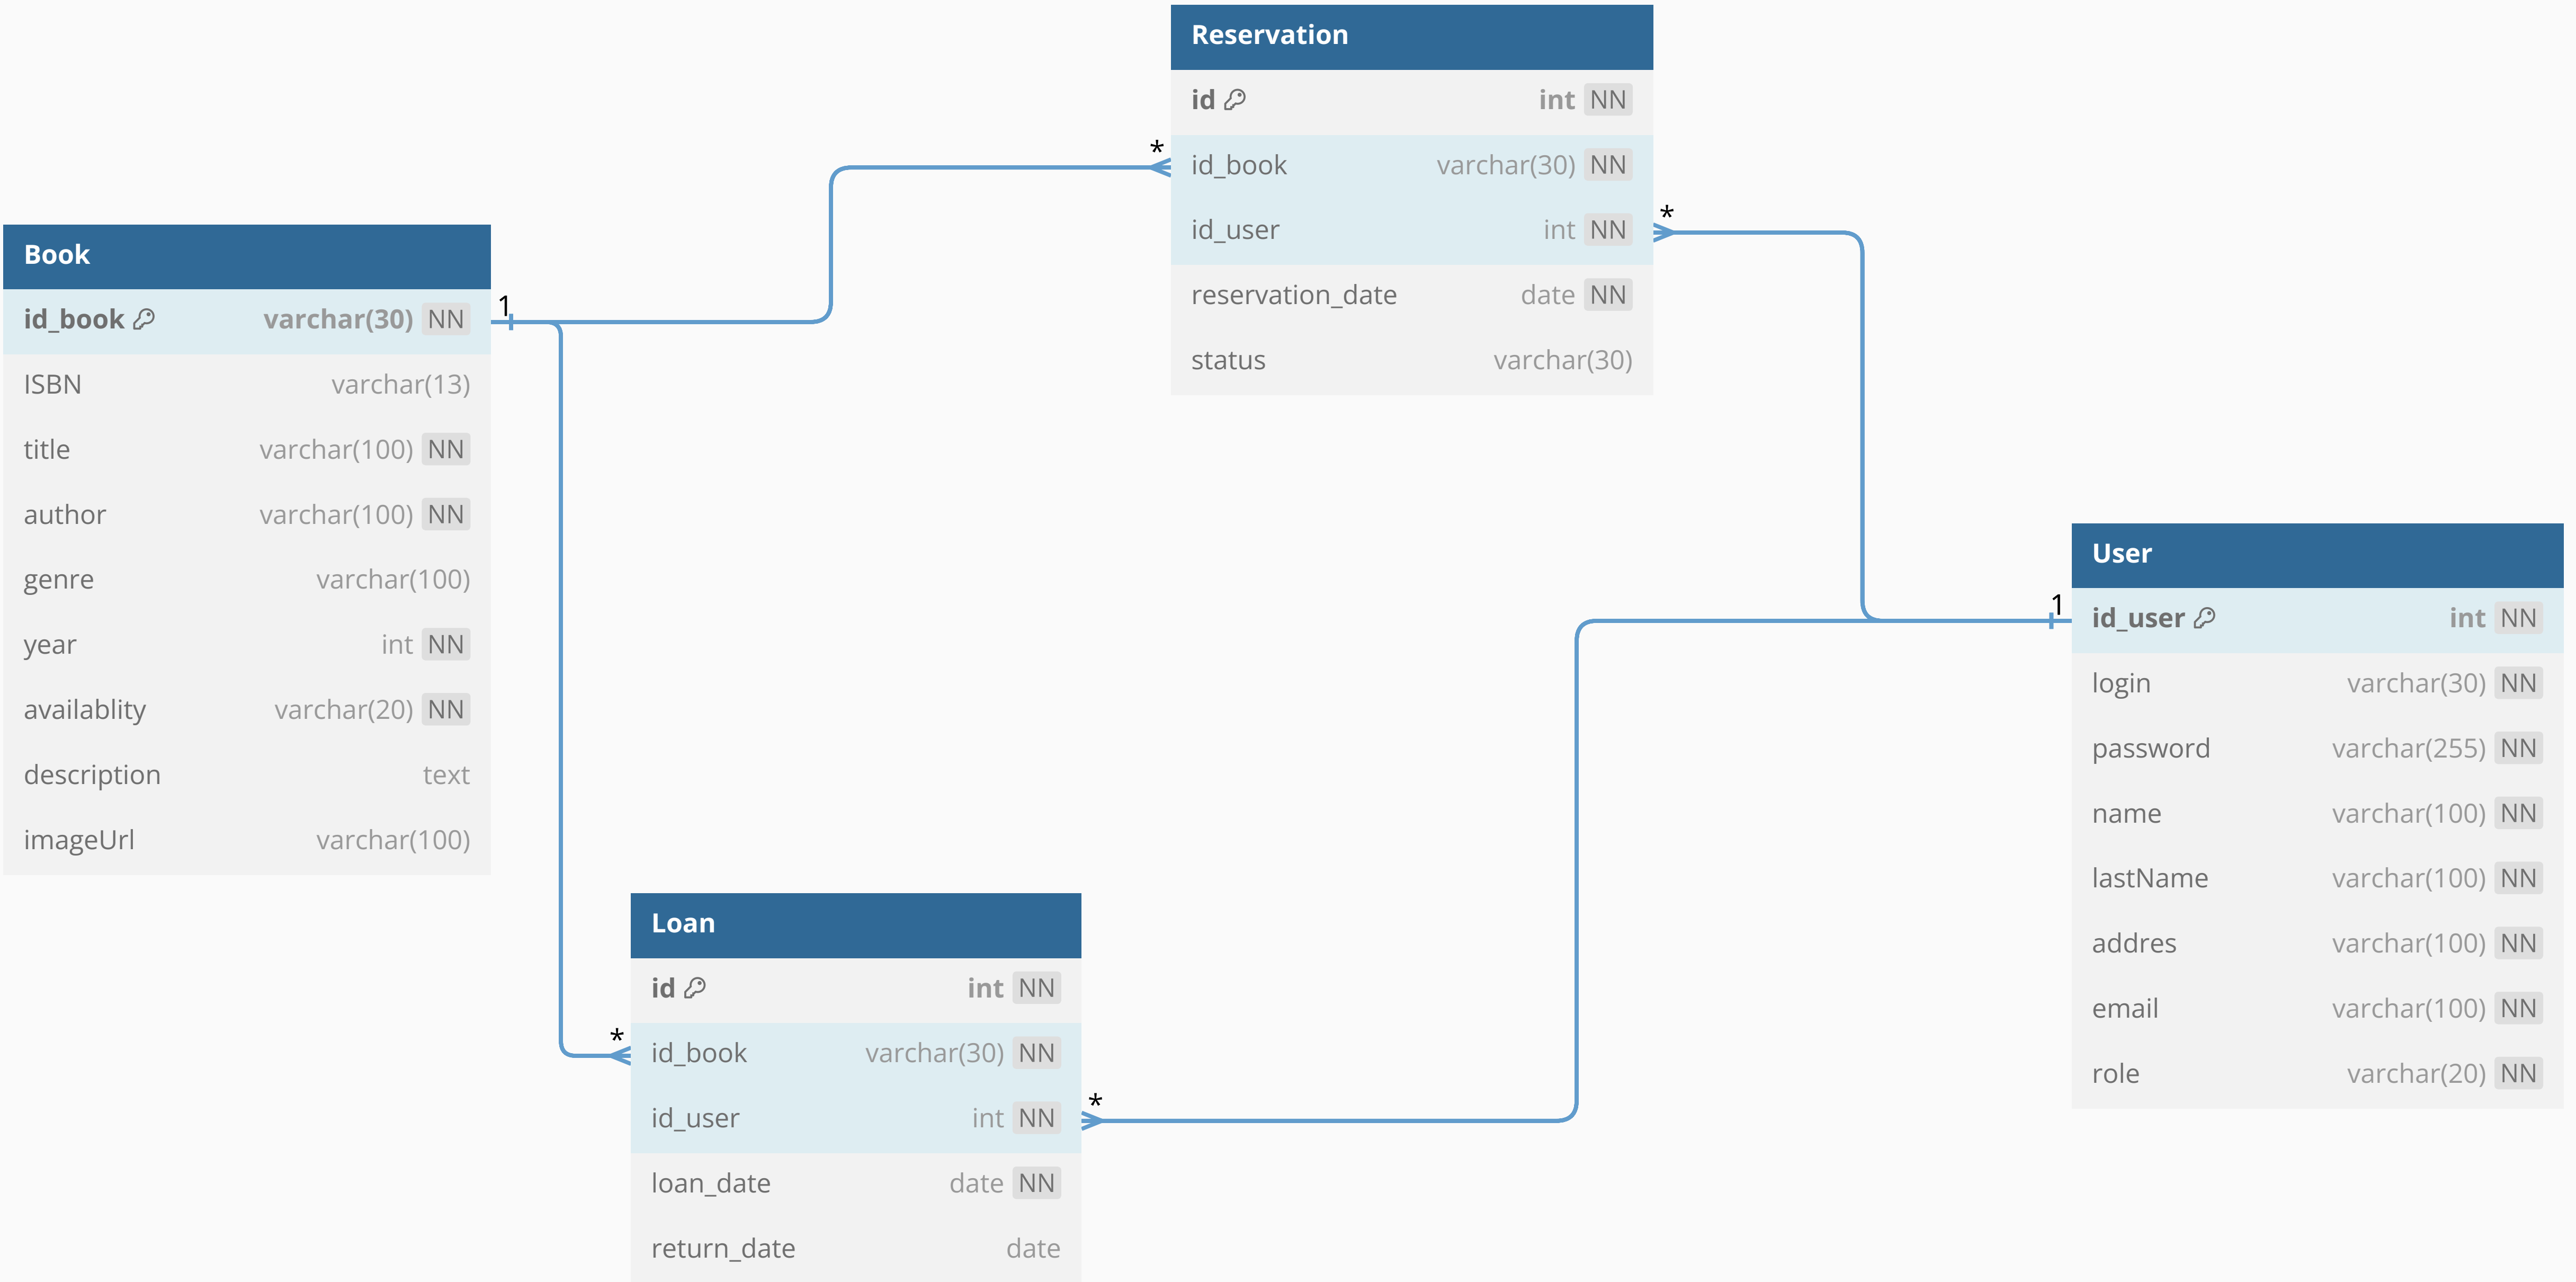 Reservation
id int NN
*
id_book varchar(30) NN
*
id_user int NN
reservation_date date NN
status varchar(30)
Book
1
id_book varchar(30) NN
ISBN varchar(13)
title varchar(100) NN
author varchar(100) NN
genre varchar(100)
year int NN
availablity varchar(20) NN
description text
imageUrl varchar(100)
User
1
id_user int NN
login varchar(30) NN
password varchar(255) NN
name varchar(100) NN
lastName varchar(100) NN
addres varchar(100) NN
email varchar(100) NN
role varchar(20) NN
Loan
id int NN
*
id_book varchar(30) NN
*
id_user int NN
loan_date date NN
return_date date